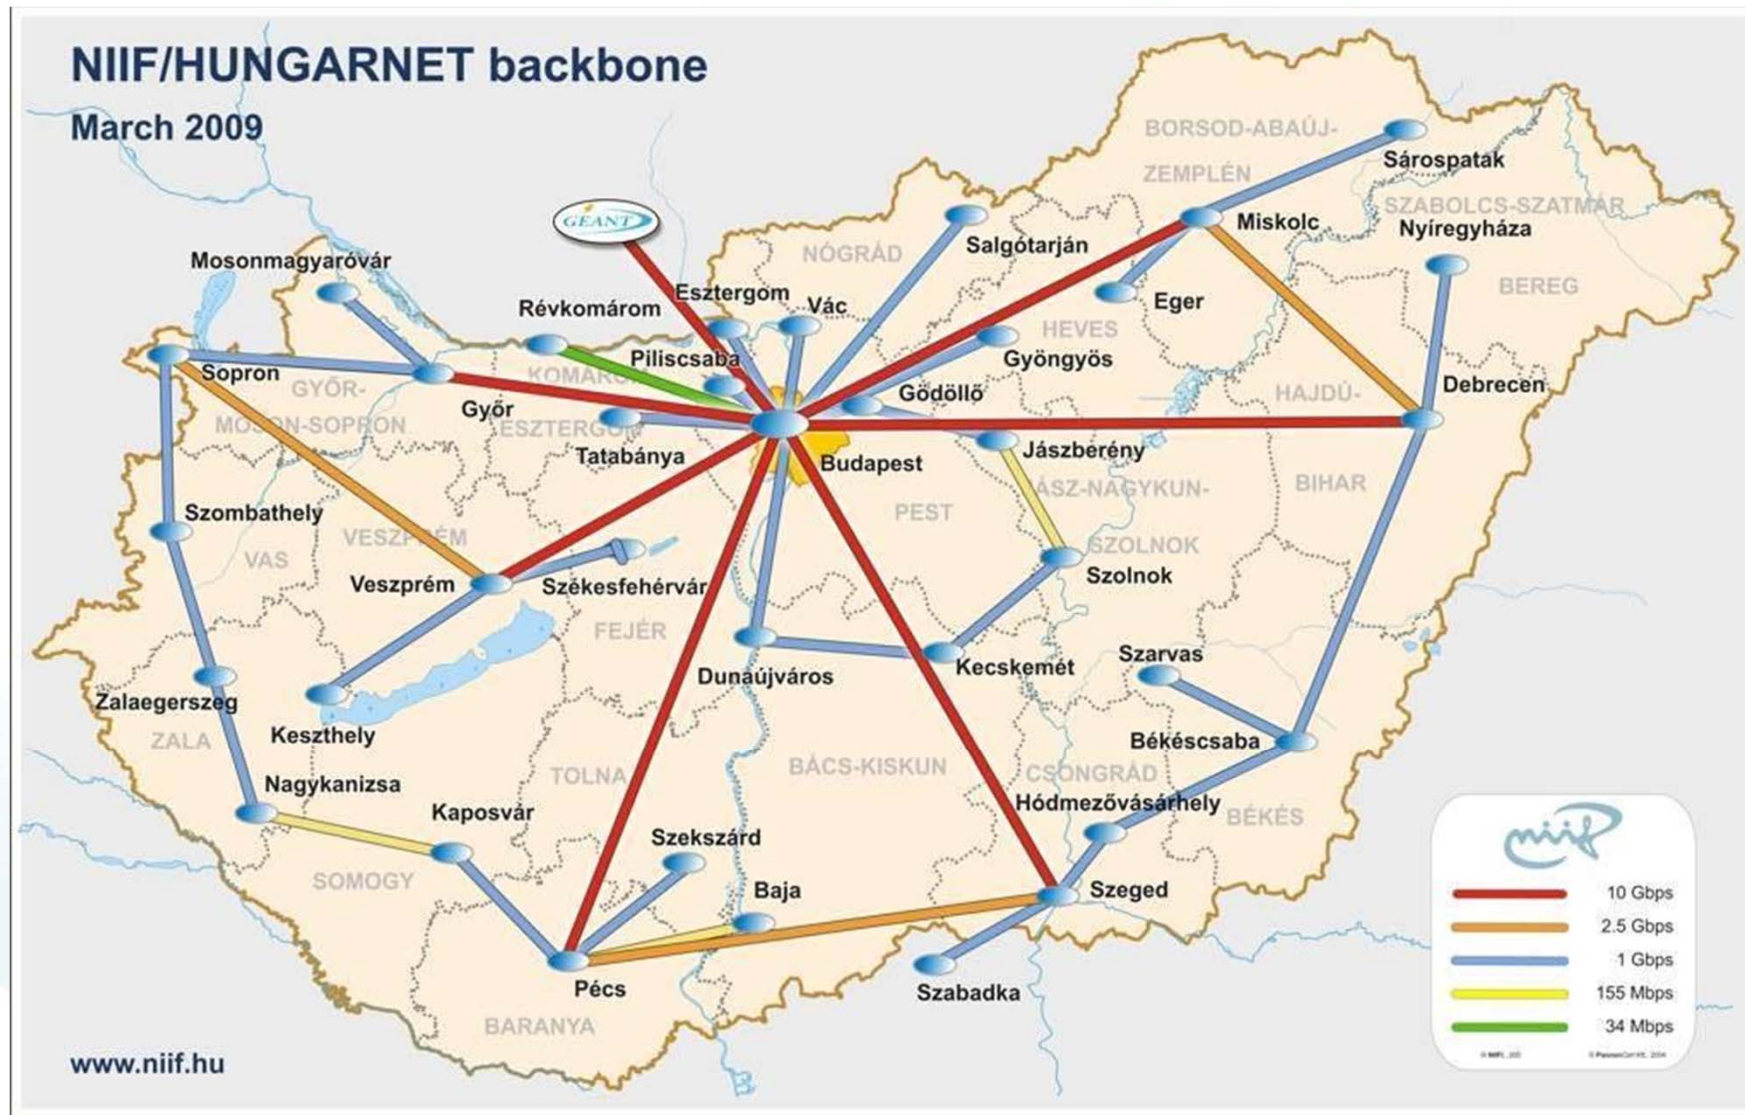 NIIF/HUNGARNET backbone
March 2009
BORSOD-ABAÚJ-
ZEMPLÉN
Sárospatak
SZABOLCS-SZATMÁR
Nyíregyháza
BEREG
GÉANT
Miskolc
Salgótarján
NÓGRÁD
Mosonmagyaróvár
Esztergom
Vác
Révkomárom
Eger
HEVES
Gyöngyös
Piliscsaba
Sopron
GYŐR-
MOSON-SOPRON
KOMÁROM
ESZTERGOM
Győr
Gödöllő
HAJDÚ-
Debrecen
Tatabánya
Budapest
Jászberény
JÁSZ-NAGYKUN-
BIHAR
PEST
Szombathely
VAS
VESZPRÉM
SZOLNOK
Szolnok
Veszprém
Székesfehérvár
FEJÉR
Dunaújváros
Kecskemét
Szarvas
Zalaegerszeg
ZALA
Keszthely
Békéscsaba
TOLNA
BÁCS-KISKUN
CSONGRÁD
Nagykanizsa
Kaposvár
Hódmezővásárhely
BÉKÉS
Szekszárd
SOMOGY
Baja
Szeged
Pécs
Szabadka
BARANYA
www.niif.hu
niif
10 Gbps
2.5 Gbps
1 Gbps
155 Mbps
34 Mbps